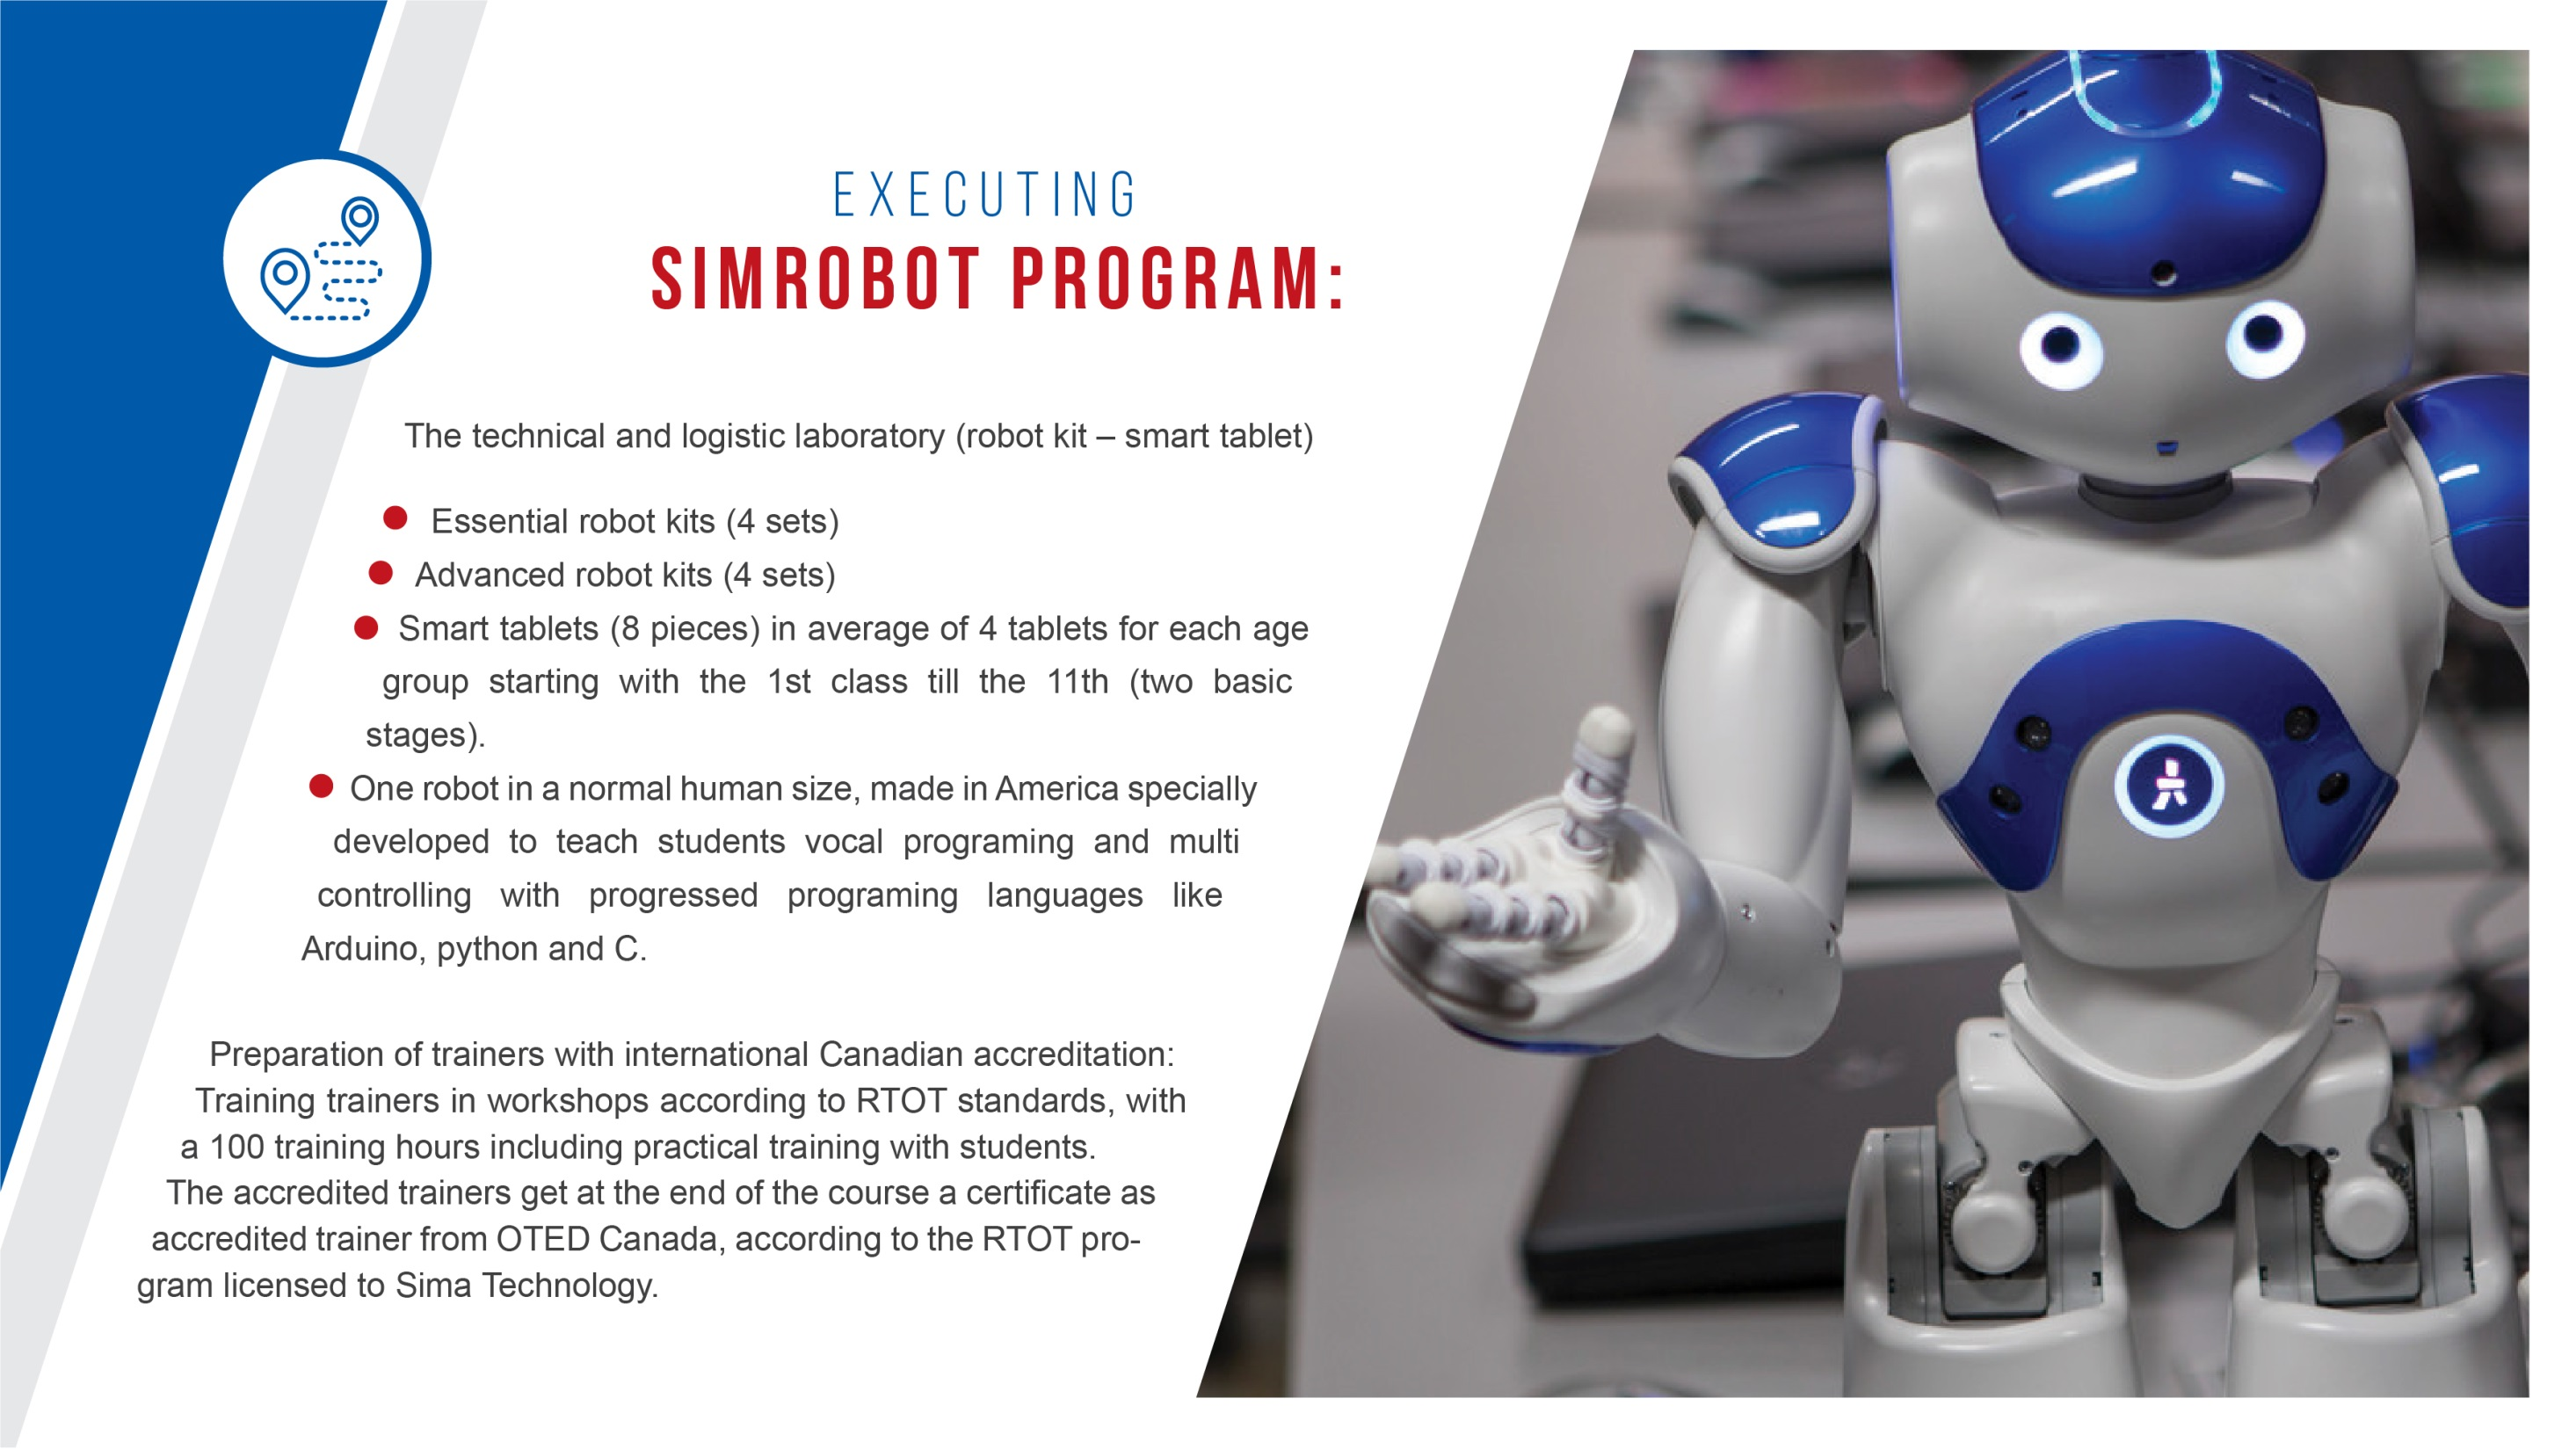 EXECUTING
SIMROBOT PROGRAM:
The technical and logistic laboratory (robot kit – smart tablet)
● Essential robot kits (4 sets)
● Advanced robot kits (4 sets)
● Smart tablets (8 pieces) in average of 4 tablets for each age
group starting with the 1st class till the 11th (two basic
stages).
● One robot in a normal human size, made in America specially
developed to teach students vocal programing and multi
controlling with progressed programing languages like
Arduino, python and C.
Preparation of trainers with international Canadian accreditation:
Training trainers in workshops according to RTOT standards, with
a 100 training hours including practical training with students.
The accredited trainers get at the end of the course a certificate as
accredited trainer from OTED Canada, according to the RTOT pro-
gram licensed to Sima Technology.